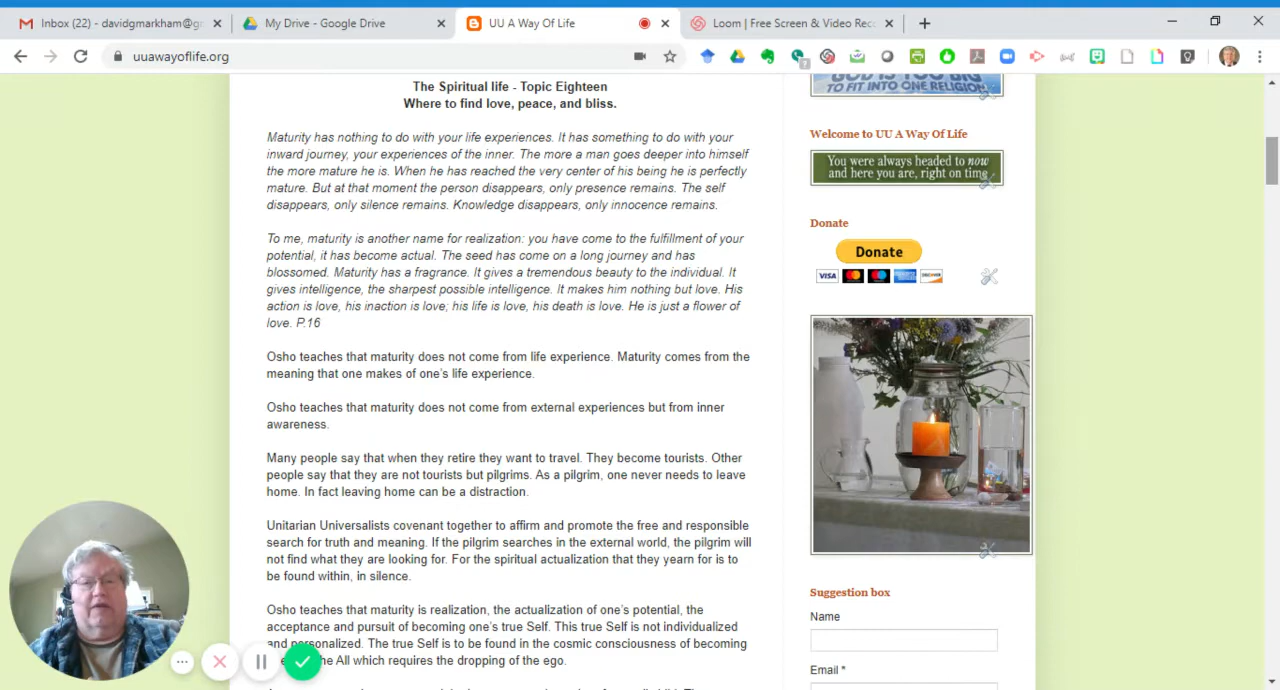 Inbox (22) - davidgmarkham@g
My Drive - Google Drive
UU A Way Of Life
Loom | Free Screen & Video Rec
uuawayoflife.org
The Spiritual life - Topic Eighteen
Where to find love, peace, and bliss.
Maturity has nothing to do with your life experiences. It has something to do with your
inward journey, your experiences of the inner. The more a man goes deeper into himself
the more mature he is. When he has reached the very center of his being he is perfectly
mature. But at that moment the person disappears, only presence remains. The self
disappears, only silence remains. Knowledge disappears, only innocence remains.
To me, maturity is another name for realization: you have come to the fulfillment of your
potential, it has become actual. The seed has come on a long journey and has
blossomed. Maturity has a fragrance. It gives a tremendous beauty to the individual. It
gives intelligence, the sharpest possible intelligence. It makes him nothing but love. His
action is love, his inaction is love; his life is love, his death is love. He is just a flower of
love. P.16
Osho teaches that maturity does not come from life experience. Maturity comes from the
meaning that one makes of one's life experience.
Osho teaches that maturity does not come from external experiences but from inner
awareness.
Many people say that when they retire they want to travel. They become tourists. Other
people say that they are not tourists but pilgrims. As a pilgrim, one never needs to leave
home. In fact leaving home can be a distraction.
Unitarian Universalists covenant together to affirm and promote the free and responsible
search for truth and meaning. If the pilgrim searches in the external world, the pilgrim will
not find what they are looking for. For the spiritual actualization that they yearn for is to
be found within, in silence.
Osho teaches that maturity is realization, the actualization of one's potential, the
acceptance and pursuit of becoming one's true Self. This true Self is not individualized
and personalized. The true Self is to be found in the cosmic consciousness of becoming
the All which requires the dropping of the ego.
GOD IS TOO BIG
TO FIT INTO ONE RELIGION
Welcome to UU A Way Of Life
You were always headed to now
and here you are, right on time
Donate
Donate
VISA
Suggestion box
Name
Email *